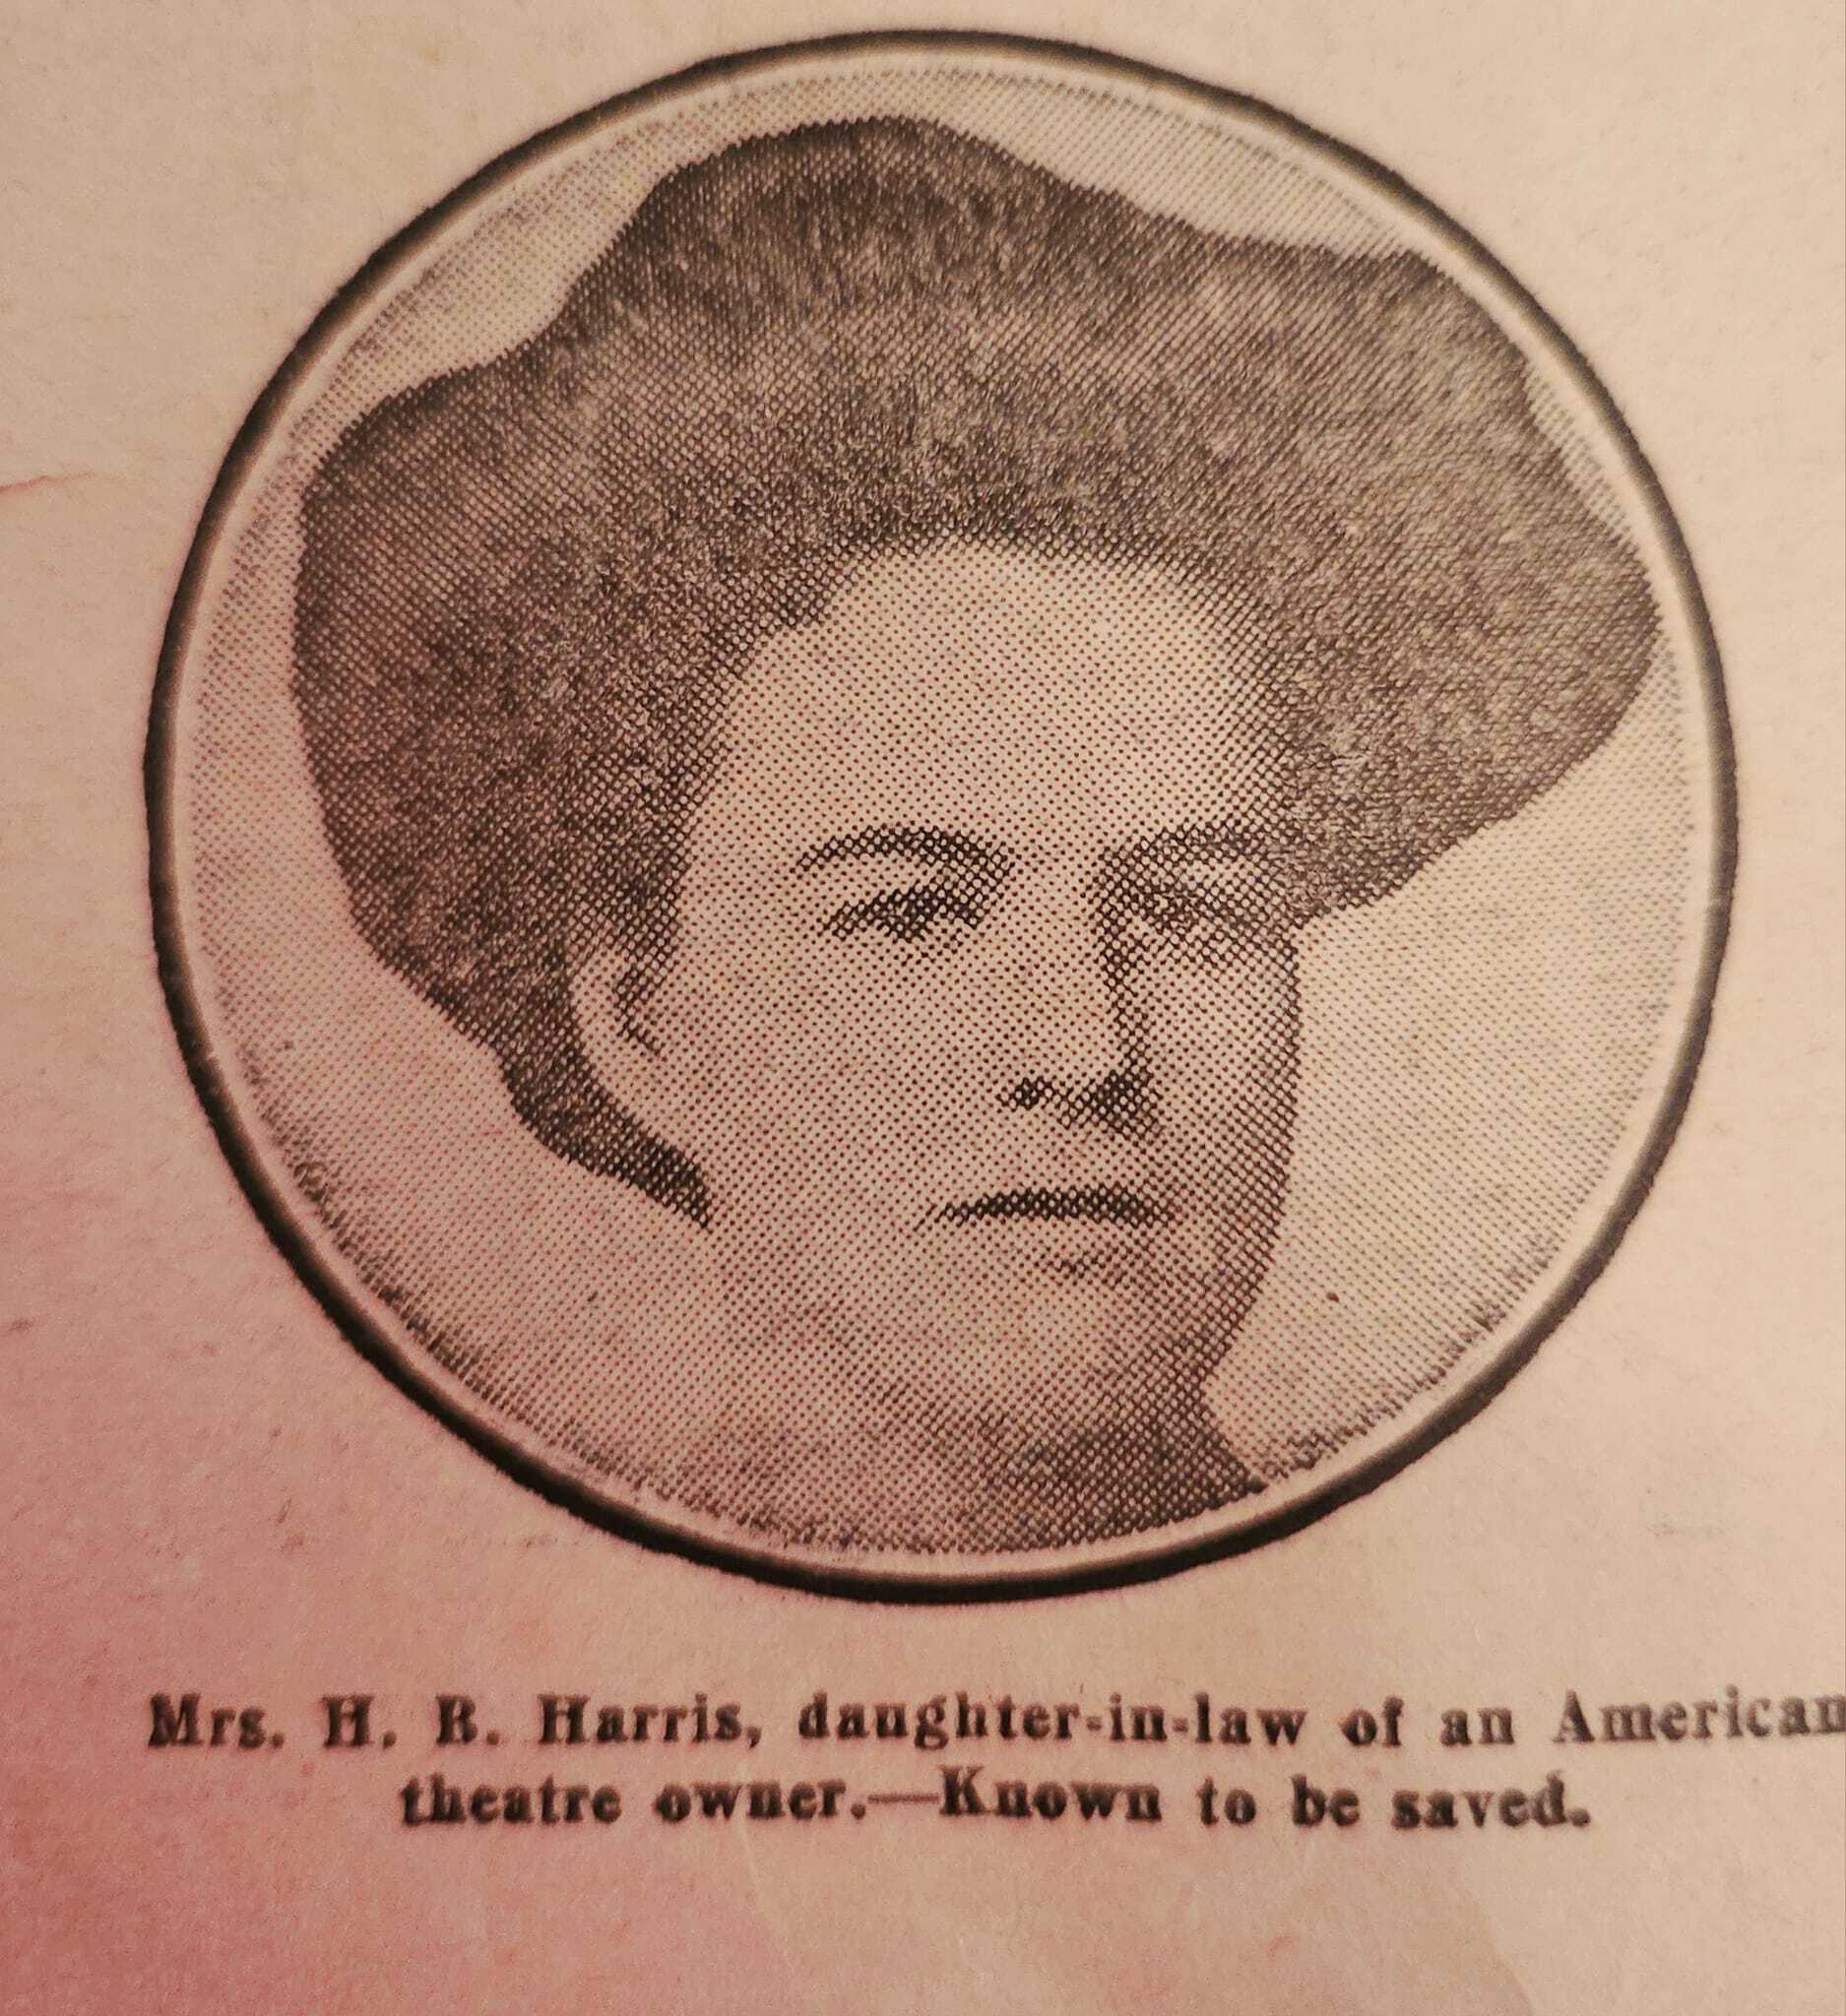 Mrs. H. B. Harris, daughter-in-law of an American
theatre owner.—Known to be saved.